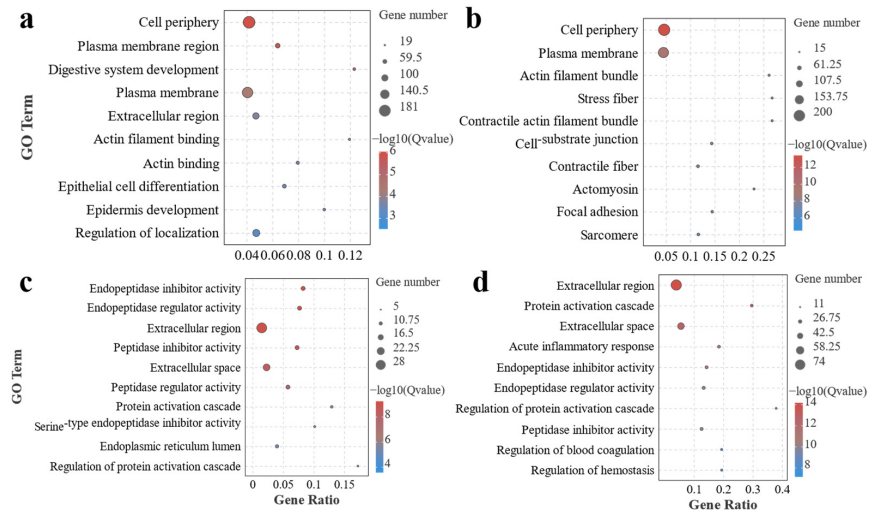 a
GO Term
Cell periphery
Plasma membrane region
Digestive system development
Plasma membrane
Extracellular region
Actin filament binding
Actin binding
Epithelial cell differentiation
Epidermis development
Regulation of localization
0.04 0.06 0.08 0.1 0.12
Gene number
19
59.5
100
140.5
181
−log10(Qvalue)
6
5
4
3
b
Cell periphery
Plasma membrane
Actin filament bundle
Stress fiber
Contractile actin filament bundle
Cell-substrate junction
Contractile fiber
Actomyosin
Focal adhesion
Sarcomere
0.05 0.1 0.15 0.2 0.25
Gene number
15
61.25
107.5
153.75
200
−log10(Qvalue)
12
10
8
6
c
GO Term
Endopeptidase inhibitor activity
Endopeptidase regulator activity
Extracellular region
Peptidase inhibitor activity
Extracellular space
Peptidase regulator activity
Protein activation cascade
Serine-type endopeptidase inhibitor activity
Endoplasmic reticulum lumen
Regulation of protein activation cascade
0 0.05 0.1 0.15
Gene Ratio
Gene number
5
10.75
16.5
22.25
28
−log10(Qvalue)
8
6
4
d
Extracellular region
Protein activation cascade
Extracellular space
Acute inflammatory response
Endopeptidase inhibitor activity
Endopeptidase regulator activity
Regulation of protein activation cascade
Peptidase inhibitor activity
Regulation of blood coagulation
Regulation of hemostasis
0.1 0.2 0.3 0.4
Gene Ratio
Gene number
11
26.75
42.5
58.25
74
−log10(Qvalue)
14
12
10
8